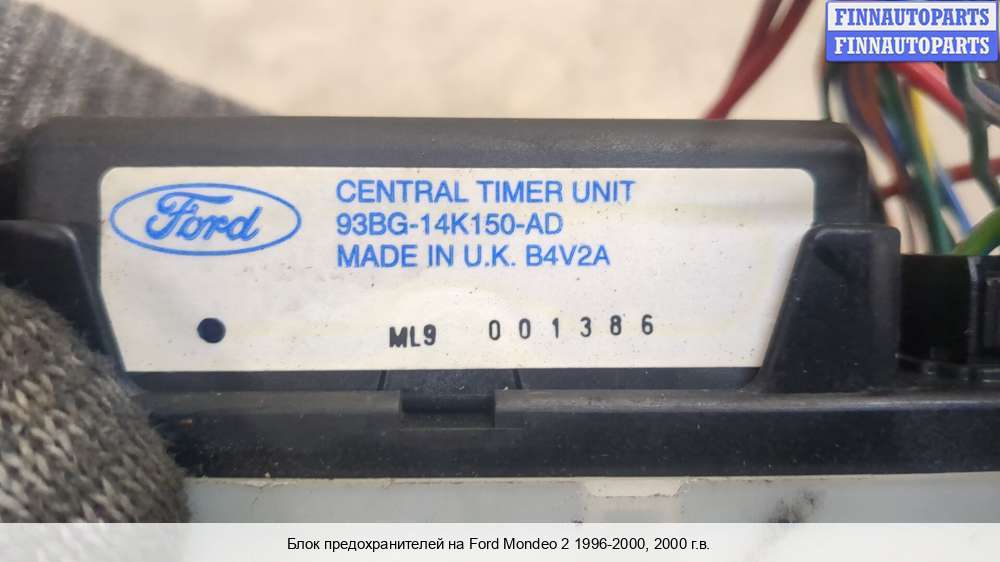 FINNAUTOPARTS
FINNAUTOPARTS
Ford
CENTRAL TIMER UNIT
93BG-14K150-AD
MADE IN U.K. B4V2A
ML9 001386
Блок предохранителей на Ford Mondeo 2 1996-2000, 2000 г.в.